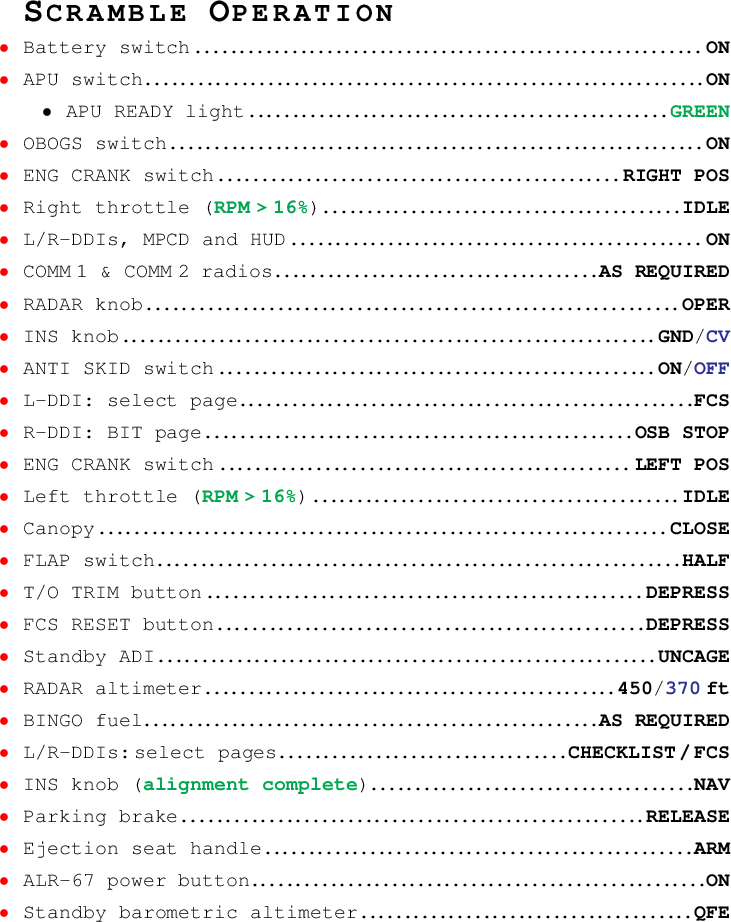 SCRAMBLE OPERATION
• Battery switch ........................................................ ON
• APU switch ........................................................ ON
• APU READY light ........................................................ GREEN
• OBOGS switch ........................................................ ON
• ENG CRANK switch ........................................................ RIGHT POS
• Right throttle (RPM > 16%) ........................................................ IDLE
• L/R-DDIs, MPCD and HUD ........................................................ ON
• COMM 1 & COMM 2 radios ........................................................ AS REQUIRED
• RADAR knob ........................................................ OPER
• INS knob ........................................................ GND/CV
• ANTI SKID switch ........................................................ ON/OFF
• L-DDI: select page ........................................................ FCS
• R-DDI: BIT page ........................................................ OSB STOP
• ENG CRANK switch ........................................................ LEFT POS
• Left throttle (RPM > 16%) ........................................................ IDLE
• Canopy ........................................................ CLOSE
• FLAP switch ........................................................ HALF
• T/O TRIM button ........................................................ DEPRESS
• FCS RESET button ........................................................ DEPRESS
• Standby ADI ........................................................ UNCAGE
• RADAR altimeter ........................................................ 450/370 ft
• BINGO fuel ........................................................ AS REQUIRED
• L/R-DDIs: select pages ........................................................ CHECKLIST / FCS
• INS knob (alignment complete) ........................................................ NAV
• Parking brake ........................................................ RELEASE
• Ejection seat handle ........................................................ ARM
• ALR-67 power button ........................................................ ON
• Standby barometric altimeter ........................................................ QFE